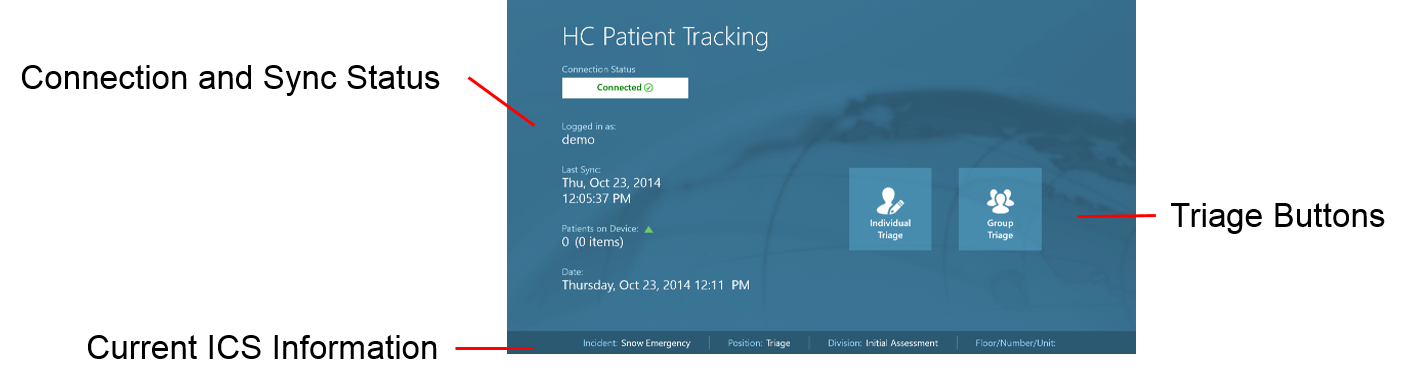 HC Patient Tracking
Connection Status
Connected
Connection and Sync Status
Logged in as:
demo
Last Sync:
Thu, Oct 23, 2014
12:05:37 PM
Patients on Device:
0 (0 items)
Date:
Thursday, Oct 23, 2014 12:11 PM
Individual
Triage
Group
Triage
Triage Buttons
Current ICS Information
Incident: Snow Emergency Position: Triage Division: Initial Assessment Floor/Number/Unit: